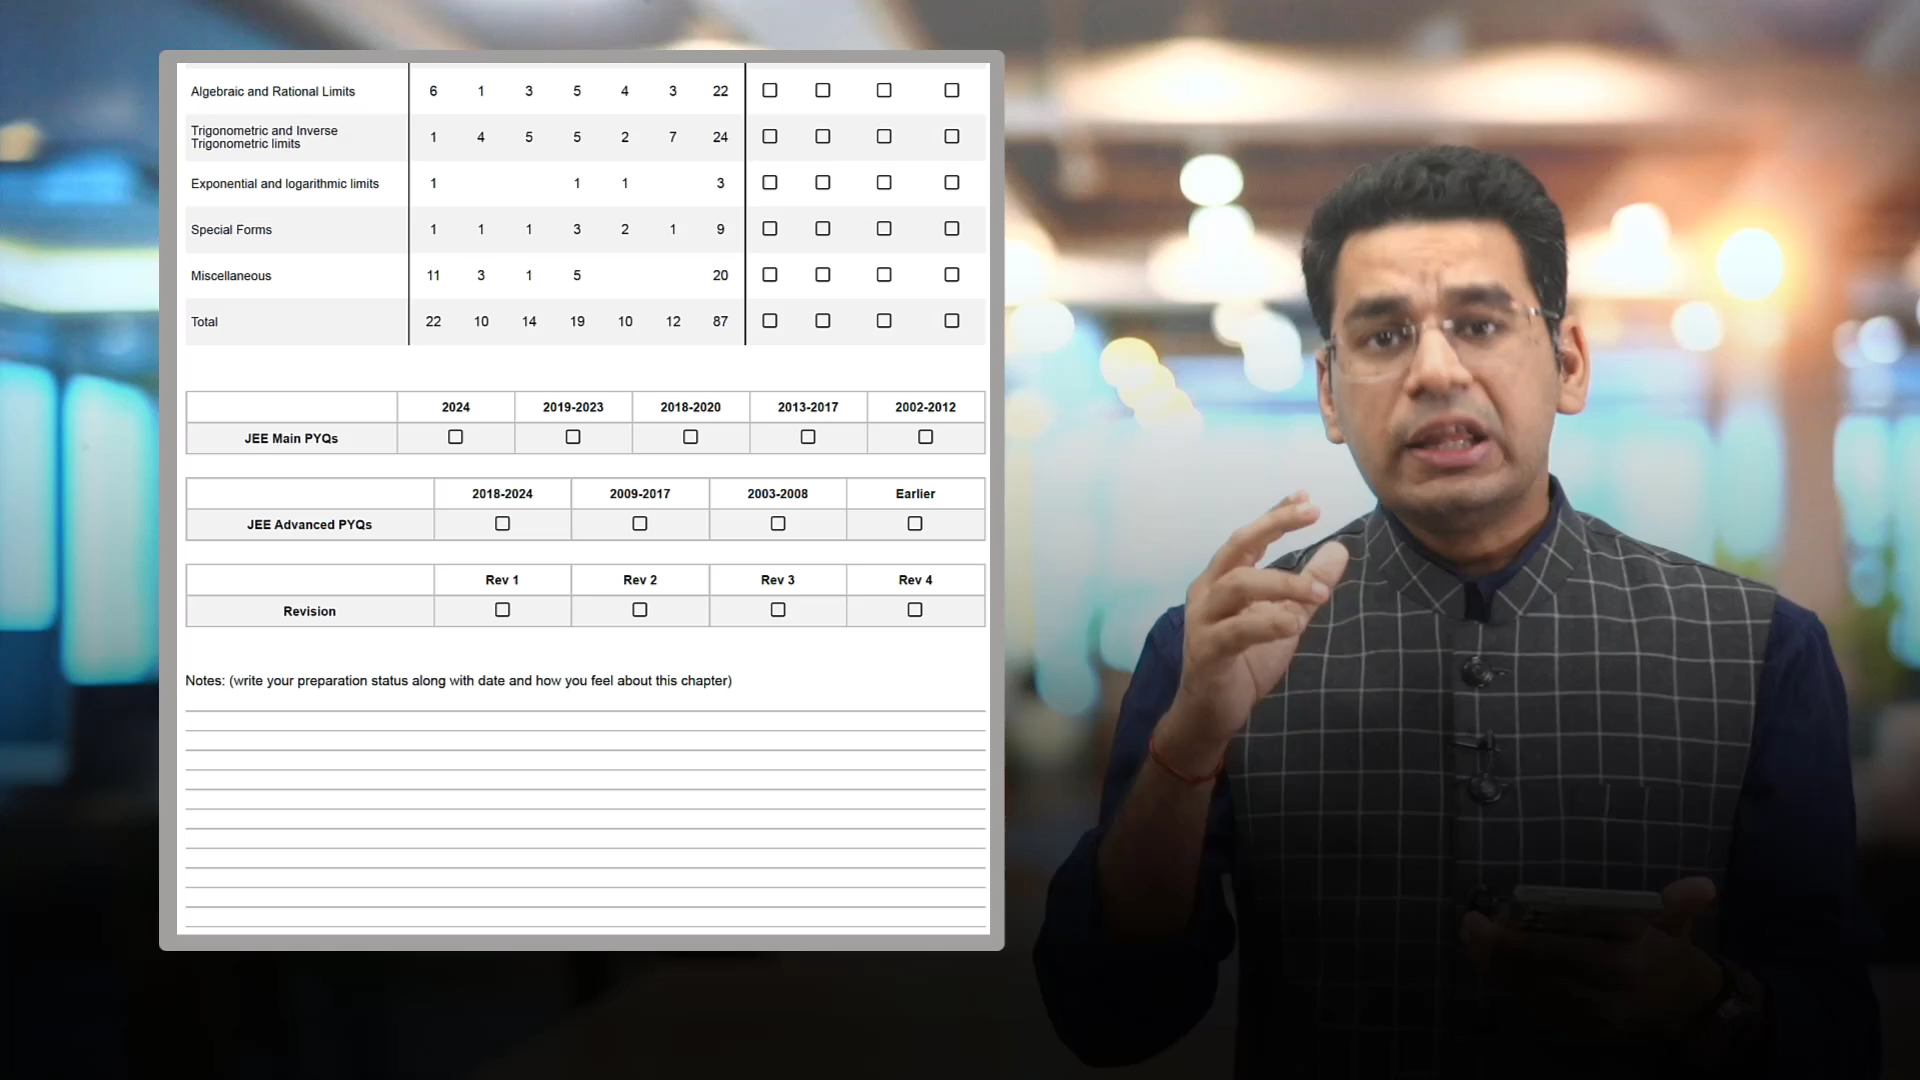 Algebraic and Rational Limits 6 1 3 5 4 3 22
Trigonometric and Inverse
Trigonometric limits 1 4 5 5 2 7 24
Exponential and logarithmic limits 1 1 1 3
Special Forms 1 1 1 3 2 1 9
Miscellaneous 11 3 1 5 20
Total 22 10 14 19 10 12 87
2024 2019-2023 2018-2020 2013-2017 2002-2012
JEE Main PYQs
2018-2024 2009-2017 2003-2008 Earlier
JEE Advanced PYQs
Rev 1 Rev 2 Rev 3 Rev 4
Revision
Notes: (write your preparation status along with date and how you feel about this chapter)